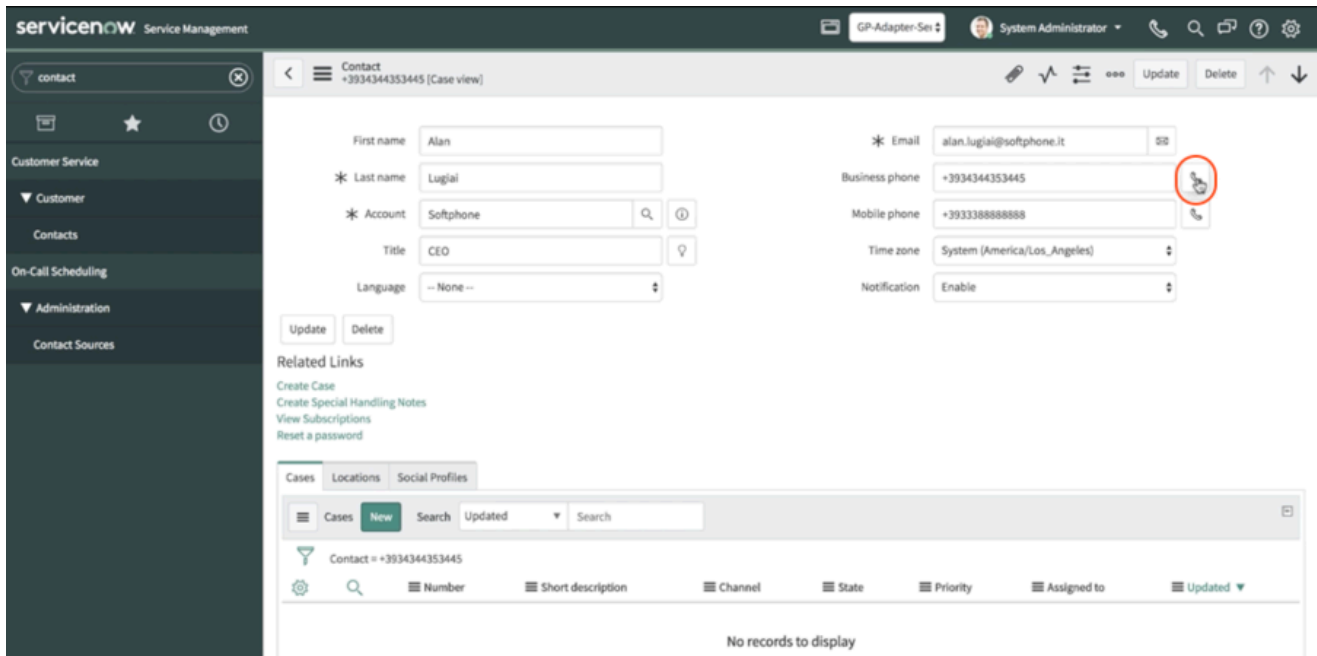 servicenow Service Management
GP-Adapter-Ser
System Administrator
contact
Contact
+3934344353445 [Case view]
Update
Delete
Customer Service
Customer
Contacts
On-Call Scheduling
Administration
Contact Sources
First name
Alan
Email
alan.lugiai@softphone.it
Last name
Lugiai
Business phone
+3934344353445
Account
Softphone
Mobile phone
+3933388888888
Title
CEO
Time zone
System (America/Los_Angeles)
Language
-- None --
Notification
Enable
Update
Delete
Related Links
Create Case
Create Special Handling Notes
View Subscriptions
Reset a password
Cases
Locations
Social Profiles
Cases
New
Search
Updated
Search
Contact = +3934344353445
Number
Short description
Channel
State
Priority
Assigned to
Updated
No records to display